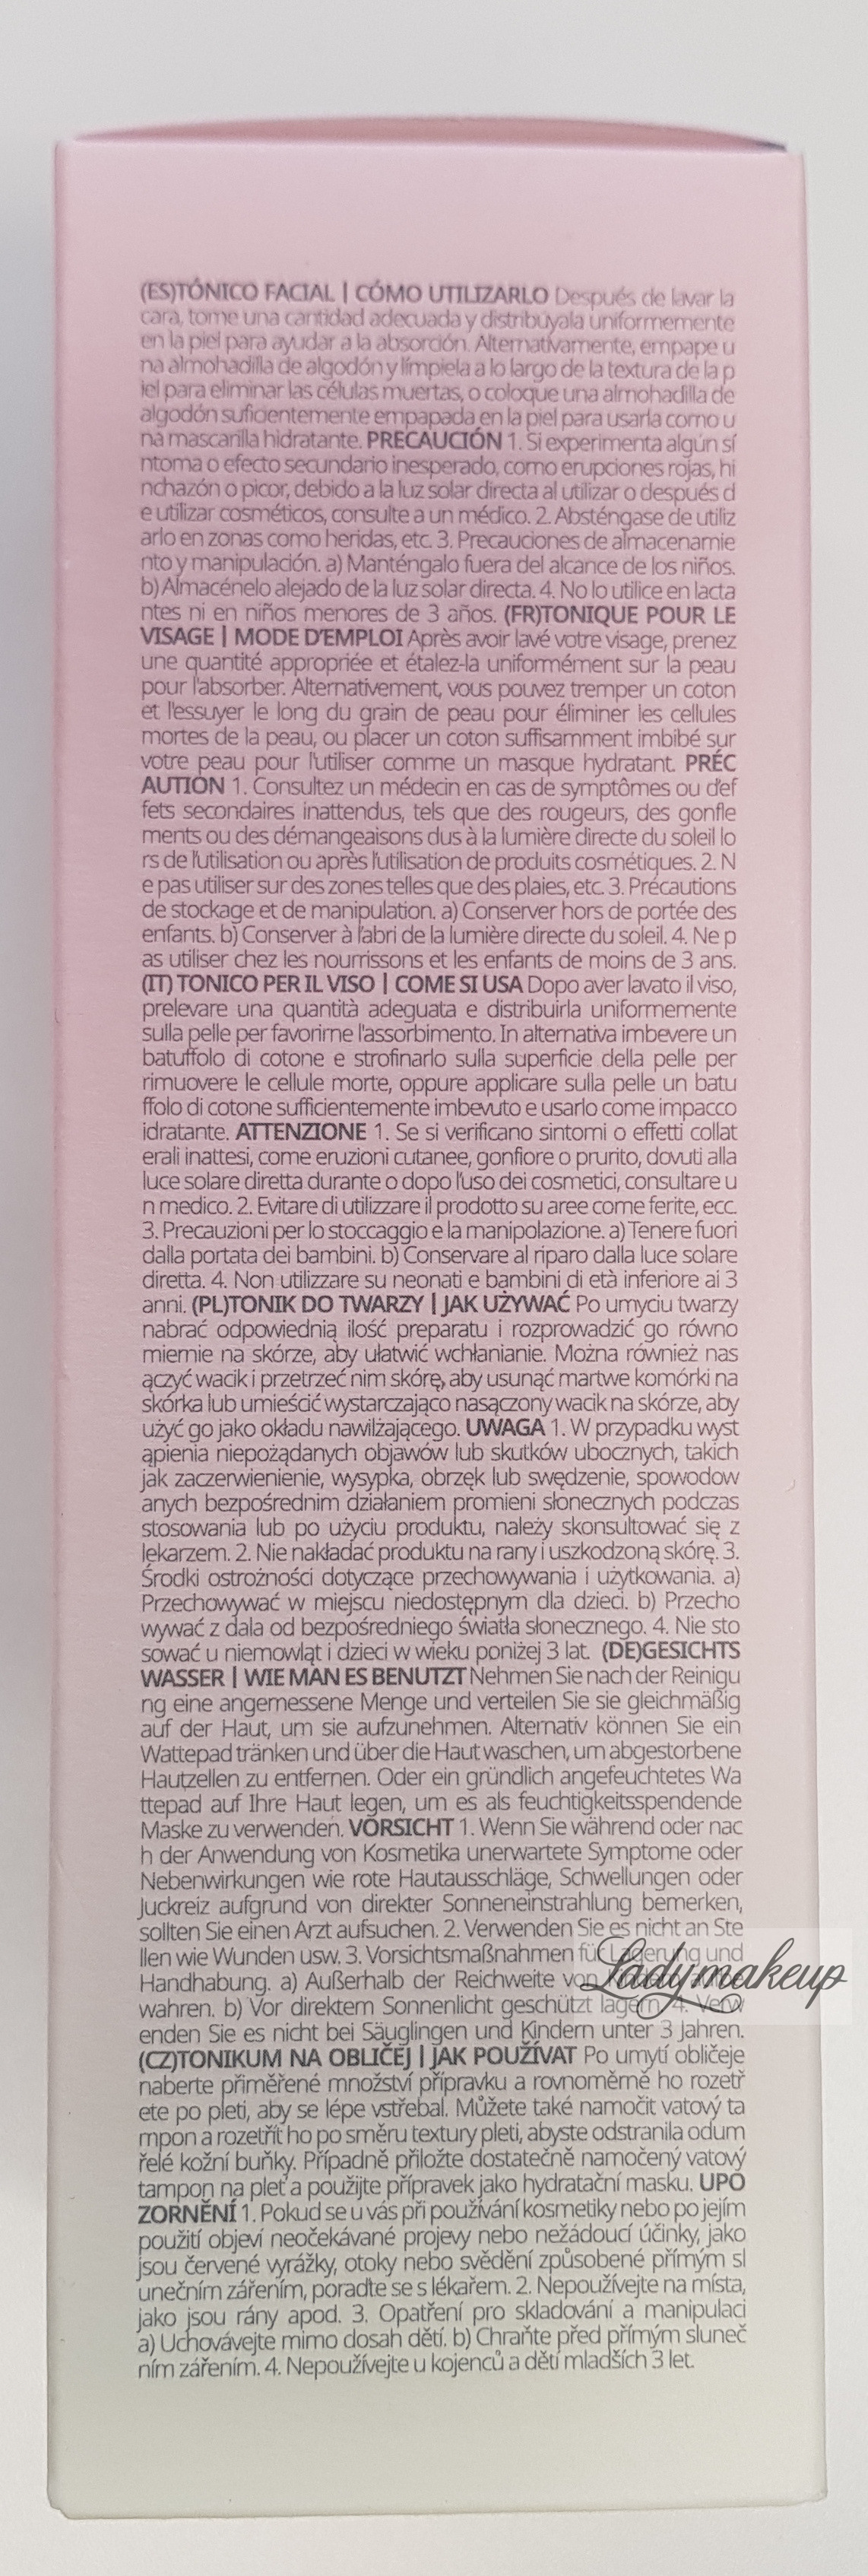 (ES)TÓNICO FACIAL | CÓMO UTILIZARLO Después de lavar la
cara, tome una cantidad adecuada y distribúyala uniformemente
en la piel para ayudar a la absorción. Alternativamente, empape u
na almohadilla de algodón y límpiela a lo largo de la textura de la p
iel para eliminar las células muertas, o coloque una almohadilla de
algodón suficientemente empapada en la piel para usarla como u
na mascarilla hidratante. PRECAUCIÓN 1. Si experimenta algún sí
ntoma o efecto secundario inesperado, como erupciones rojas, hi
nchazón o picor, debido a la luz solar directa al utilizar o después d
e utilizar cosméticos, consulte a un médico. 2. Absténgase de utiliz
arlo en zonas como heridas, etc. 3. Precauciones de almacenamie
nto y manipulación. a) Manténgalo fuera del alcance de los niños.
b) Almacénelo alejado de la luz solar directa. 4. No lo utilice en lacta
ntes ni en niños menores de 3 años. (FR)TONIQUE POUR LE
VISAGE | MODE D'EMPLOI Après avoir lavé votre visage, prenez
une quantité appropriée et étalez-la uniformément sur la peau
pour l'absorber. Alternativement, vous pouvez tremper un coton
et l'essuyer le long du grain de peau pour éliminer les cellules
mortes de la peau, ou placer un coton suffisamment imbibé sur
votre peau pour l'utiliser comme un masque hydratant. PRÉC
AUTION 1. Consultez un médecin en cas de symptômes ou d'ef
fets secondaires inattendus, tels que des rougeurs, des gonfle
ments ou des démangeaisons dus à la lumière directe du soleil lo
rs de l'utilisation ou après l'utilisation de produits cosmétiques. 2. N
e pas utiliser sur des zones telles que des plaies, etc. 3. Précautions
de stockage et de manipulation. a) Conserver hors de portée des
enfants. b) Conserver à l'abri de la lumière directe du soleil. 4. Ne p
as utiliser chez les nourrissons et les enfants de moins de 3 ans.
(IT) TONICO PER IL VISO | COME SI USA Dopo aver lavato il viso,
prelevare una quantità adeguata e distribuirla uniformemente
sulla pelle per favorirne l'assorbimento. In alternativa imbevere un
batuffolo di cotone e strofinarlo sulla superficie della pelle per
rimuovere le cellule morte, oppure applicare sulla pelle un batu
ffolo di cotone sufficientemente imbevuto e usarlo come impacco
idratante. ATTENZIONE 1. Se si verificano sintomi o effetti collat
erali inattesi, come eruzioni cutanee, gonfiore o prurito, dovuti alla
luce solare diretta durante o dopo l'uso dei cosmetici, consultare u
n medico. 2. Evitare di utilizzare il prodotto su aree come ferite, ecc.
3. Precauzioni per lo stoccaggio e la manipolazione. a) Tenere fuori
dalla portata dei bambini. b) Conservare al riparo dalla luce solare
diretta. 4. Non utilizzare su neonati e bambini di età inferiore ai 3
anni. (PL)TONIK DO TWARZY | JAK UŻYWAĆ Po umyciu twarzy
nabrać odpowiednią ilość preparatu i rozprowadzić go równo
miernie na skórze, aby ułatwić wchłanianie. Można również nas
ączyć wacik i przetrzeć nim skórę, aby usunąć martwe komórki na
skórka lub umieścić wystarczająco nasączony wacik na skórze, aby
użyć go jako okładu nawilżającego. UWAGA 1. W przypadku wyst
ąpienia niepożądanych objawów lub skutków ubocznych, takich
jak zaczerwienienie, wysypka, obrzęk lub swędzenie, spowodow
anych bezpośrednim działaniem promieni słonecznych podczas
stosowania lub po użyciu produktu, należy skonsultować się z
lekarzem. 2. Nie nakładać produktu na rany i uszkodzoną skórę. 3.
Środki ostrożności dotyczące przechowywania i użytkowania. a)
Przechowywać w miejscu niedostępnym dla dzieci. b) Przecho
wywać z dala od bezpośredniego światła słonecznego. 4. Nie sto
sować u niemowląt i dzieci w wieku poniżej 3 lat. (DE)GESICHTS
WASSER | WIE MAN ES BENUTZT Nehmen Sie nach der Reinigu
ng eine angemessene Menge und verteilen Sie sie gleichmäßig
auf der Haut, um sie aufzunehmen. Alternativ können Sie ein
Wattepad tränken und über die Haut waschen, um abgestorbene
Hautzellen zu entfernen. Oder ein gründlich angefeuchtetes Wa
ttepad auf Ihre Haut legen, um es als feuchtigkeitsspendende
Maske zu verwenden. VORSICHT 1. Wenn Sie während oder nac
h der Anwendung von Kosmetika unerwartete Symptome oder
Nebenwirkungen wie rote Hautausschläge, Schwellungen oder
Juckreiz aufgrund von direkter Sonneneinstrahlung bemerken,
sollten Sie einen Arzt aufsuchen. 2. Verwenden Sie es nicht an Ste
llen wie Wunden usw. 3. Vorsichtsmaßnahmen für Lagerung und
Handhabung. a) Außerhalb der Reichweite von
Ladymakeup
wahren. b) Vor direktem Sonnenlicht geschützt lagern. 4. Verw
enden Sie es nicht bei Säuglingen und Kindern unter 3 Jahren.
(CZ)TONIKUM NA OBLIČEJ | JAK POUŽÍVAT Po umytí obličeje
naberte přiměřené množství přípravku a rovnoměrně ho rozetř
ete po pleti, aby se lépe vstřebal. Můžete také namočit vatový ta
mpon a rozetřít ho po směru textury pleti, abyste odstranila odum
řelé kožní buňky. Případně přiložte dostatečně namočený vatový
tampon na pleť a použijte přípravek jako hydratační masku. UPO
ZORNĚNÍ 1. Pokud se u vás při používání kosmetiky nebo po jejím
použití objeví neočekávané projevy nebo nežádoucí účinky, jako
jsou červené vyrážky, otoky nebo svědění způsobené přímým sl
unečním zářením, poraďte se s lékařem. 2. Nepoužívejte na místa,
jako jsou rány apod. 3. Opatření pro skladování a manipulaci
a) Uchovávejte mimo dosah dětí. b) Chraňte před přímým sluneč
ním zářením. 4. Nepoužívejte u kojenců a dětí mladších 3 let.